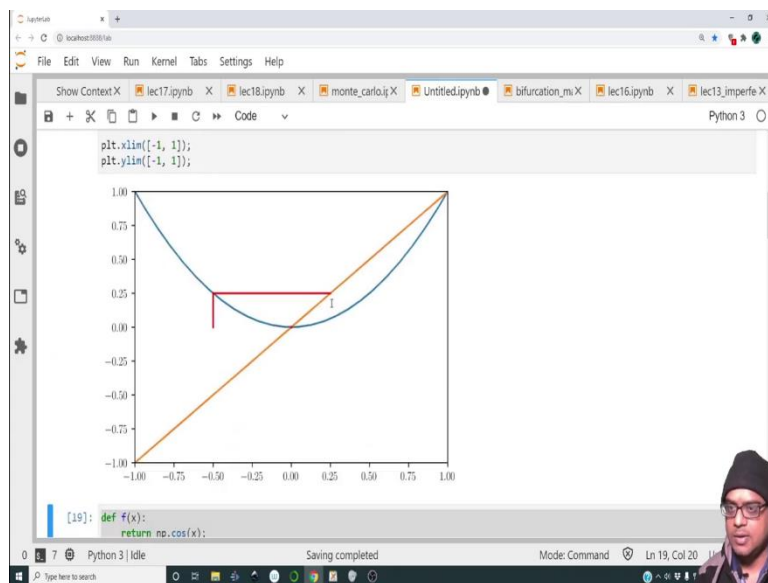 JupyterLab
localhost:8888/lab
File Edit View Run Kernel Tabs Settings Help
Show Context lec17.ipynb lec18.ipynb monte_carlo.ip Untitled.ipynb bifurcation_m lec16.ipynb lec13_imperfe
Code Python 3
plt.xlim([-1, 1]);
plt.ylim([-1, 1]);
1.00
0.75
0.50
0.25
0.00
−0.25
−0.50
−0.75
−1.00
−1.00 −0.75 −0.50 −0.25 0.00 0.25 0.50 0.75 1.00
[19]: def f(x):
return np.cos(x);
0 7 Python 3 | Idle Saving completed Mode: Command Ln 19, Col 20
Type here to search